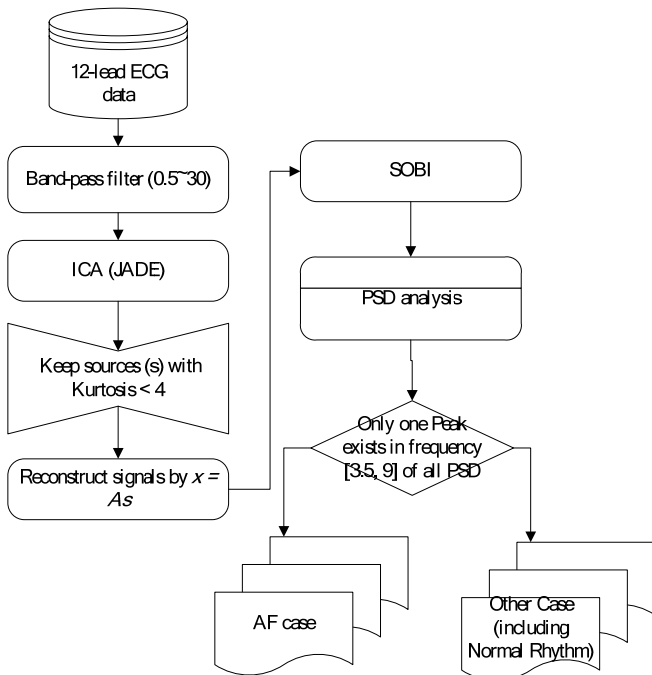 12-lead ECG
data
Band-pass filter (0.5~30)
ICA (JADE)
Keep sources (s) with
Kurtosis < 4
Reconstruct signals by x =
As
SOBI
PSD analysis
Only one Peak
exists in frequency
[3.5, 9] of all PSD
AF case
Other Case
(including
Normal Rhythm)